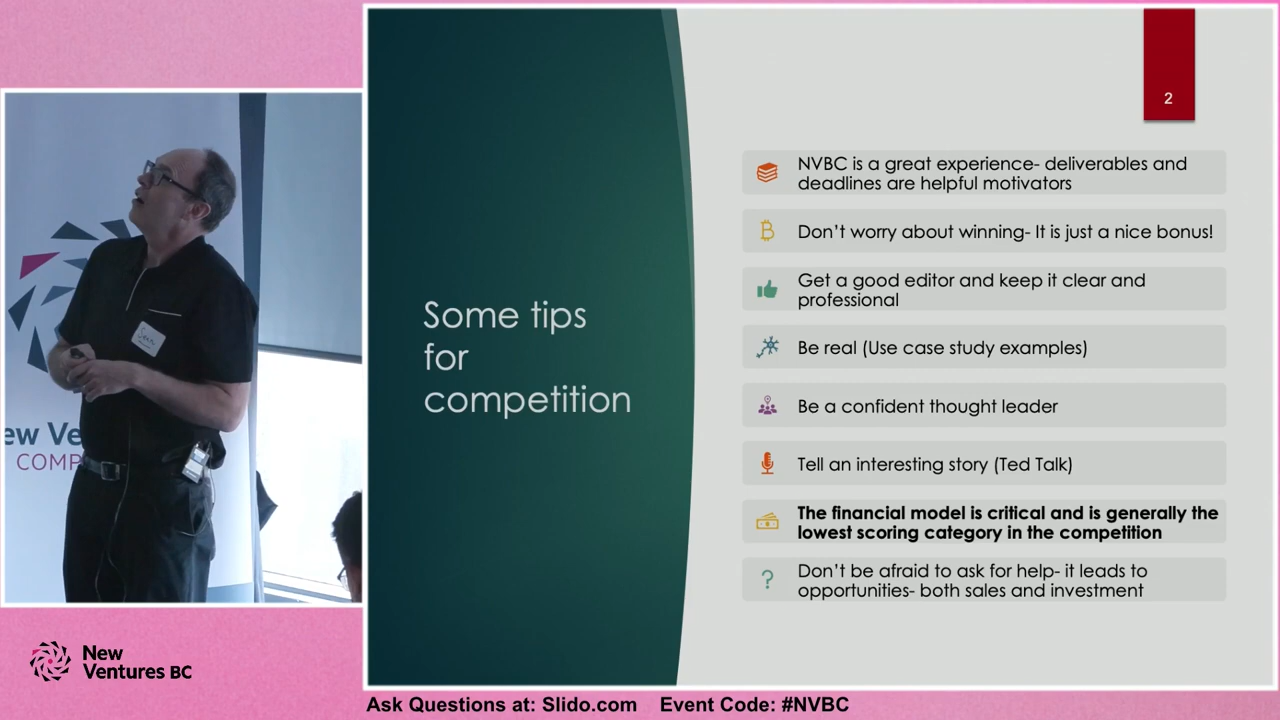 2
Some tips
for
competition
NVBC is a great experience- deliverables and
deadlines are helpful motivators
Don't worry about winning- It is just a nice bonus!
Get a good editor and keep it clear and
professional
Be real (Use case study examples)
Be a confident thought leader
Tell an interesting story (Ted Talk)
The financial model is critical and is generally the
lowest scoring category in the competition
Don't be afraid to ask for help- it leads to
opportunities- both sales and investment
Sean
ew Ve
COMP
New
Ventures BC
Ask Questions at: Slido.com Event Code: #NVBC